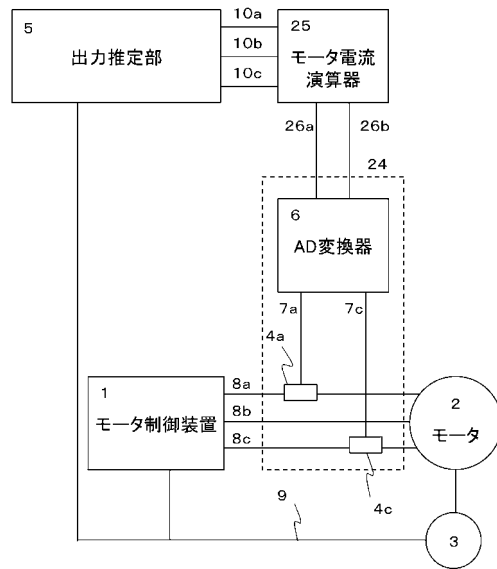 5
出力推定部
10a
10b
10c
25
モータ電流
演算器
26a
26b
24
6
AD変換器
7a
7c
4a
1
モータ制御装置
8a
8b
8c
2
モータ
4c
9
3